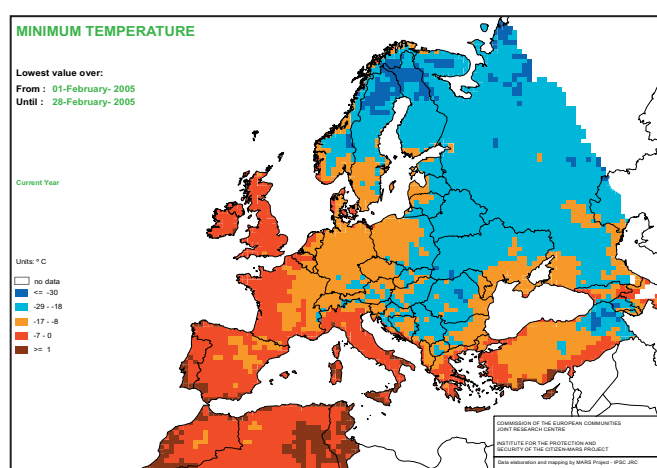 MINIMUM TEMPERATURE
Lowest value over:
From : 01-February- 2005
Until : 28-February- 2005
Current Year
Units: º C
no data
<= -30
-29 - -18
-17 - -8
-7 - 0
>= 1
COMMISSION OF THE EUROPEAN COMMUNITIES
JOINT RESEARCH CENTRE
INSTITUTE FOR THE PROTECTION AND
SECURITY OF THE CITIZEN-MARS PROJECT
Data elaboration and mapping by MARS Project - IPSC JRC